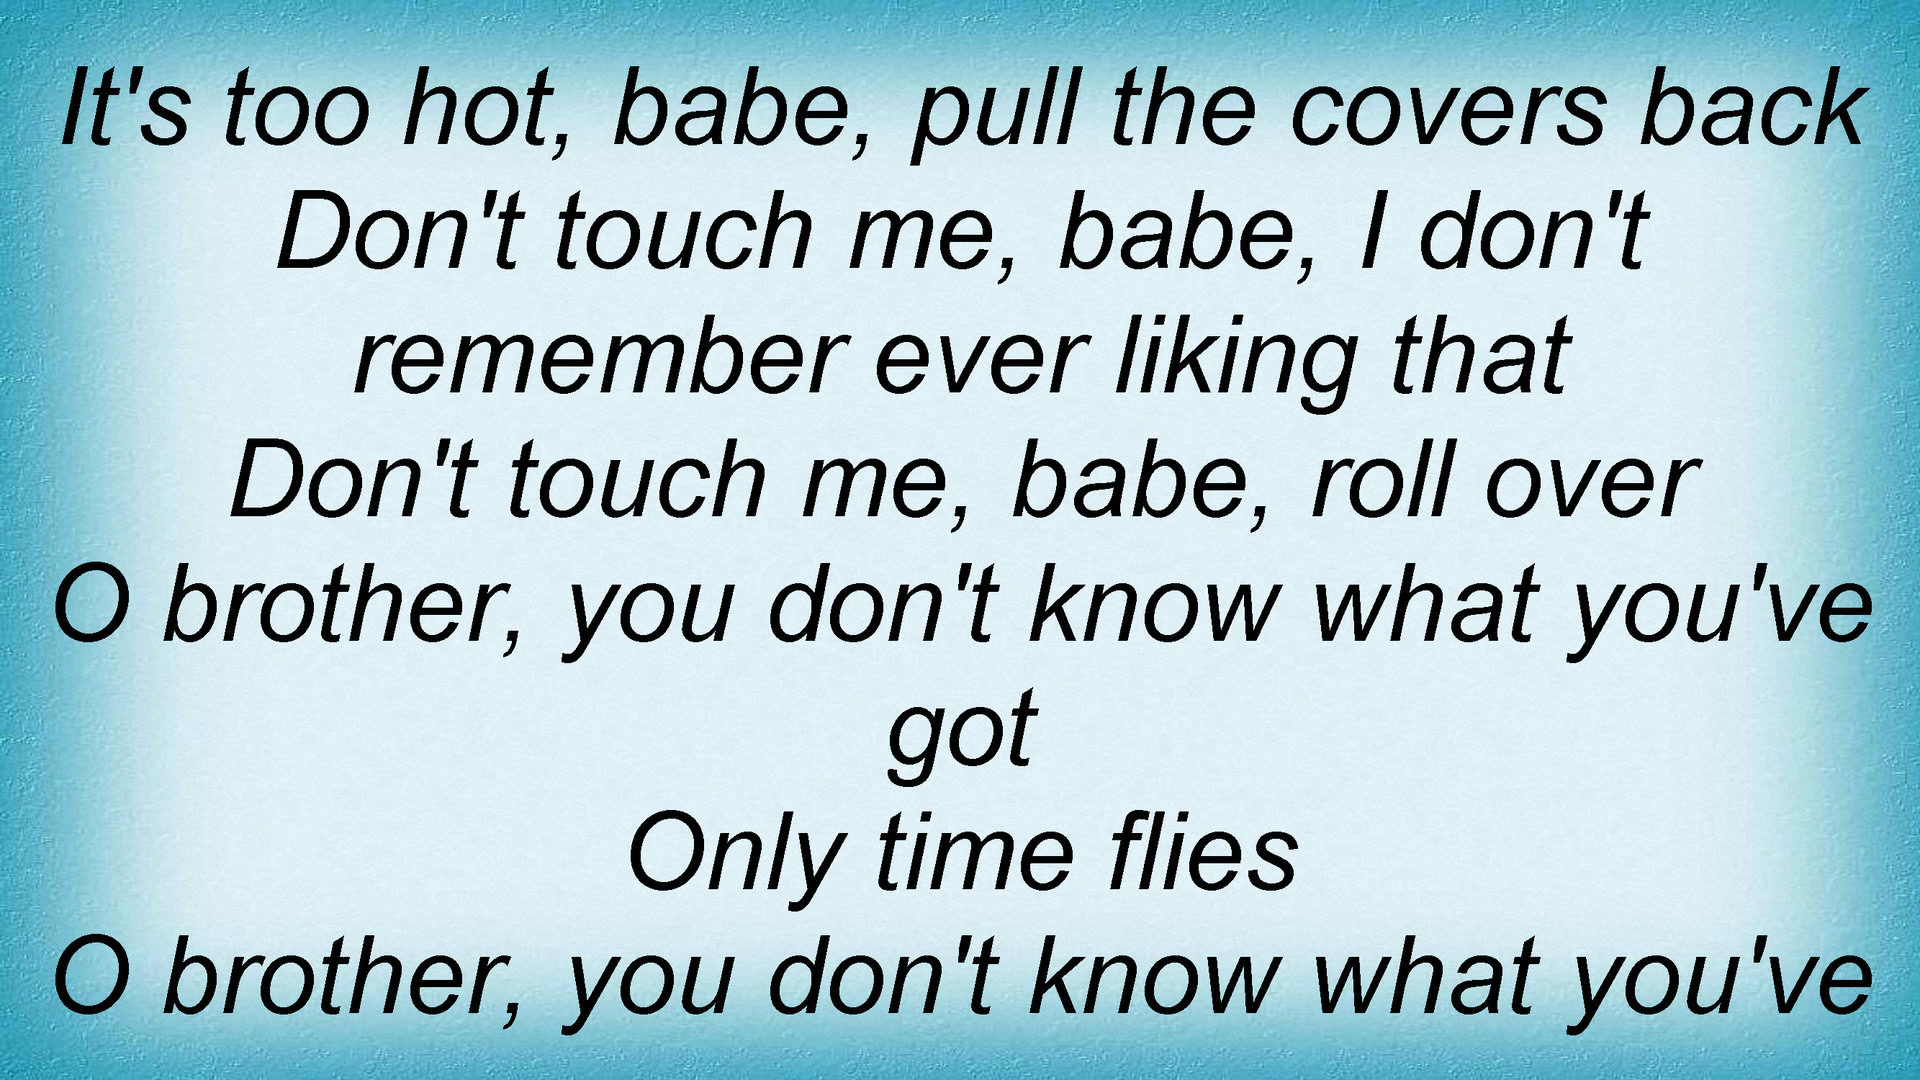 It's too hot, babe, pull the covers back
Don't touch me, babe, I don't
remember ever liking that
Don't touch me, babe, roll over
O brother, you don't know what you've
got
Only time flies
O brother, you don't know what you've